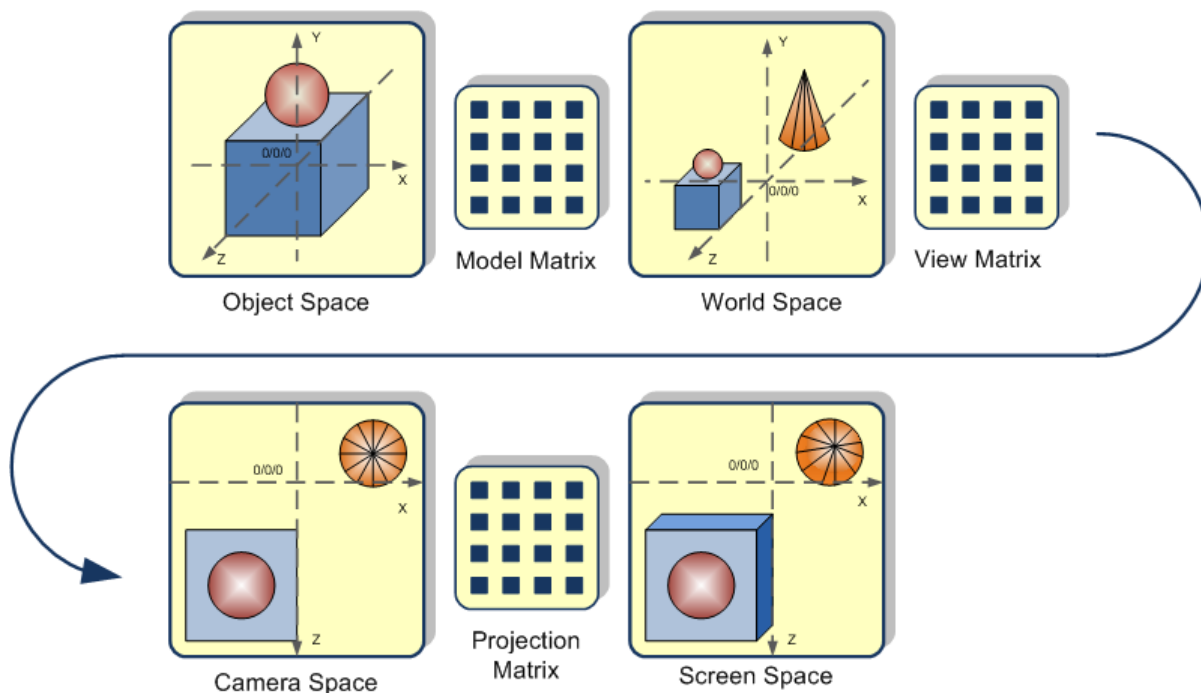 Y
0/0/0
X
Z
Object Space
Model Matrix
Y
0/0/0
X
Z
World Space
View Matrix
0/0/0
X
Z
Camera Space
Projection
Matrix
0/0/0
X
Z
Screen Space